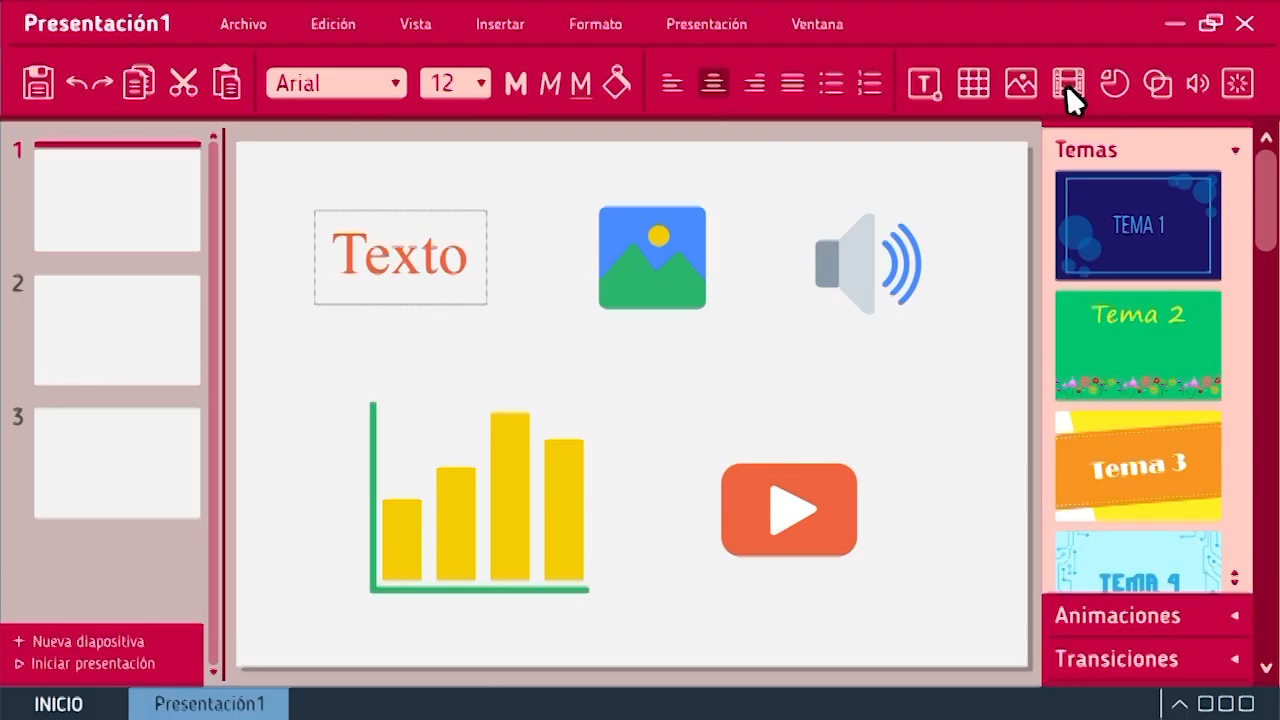 Presentación1 Archivo Edición Vista Insertar Formato Presentación Ventana
Arial 12 M M M T
1
2
3
Texto
Temas
TEMA 1
Tema 2
Tema 3
TEMA 4
Animaciones
Transiciones
+ Nueva diapositiva
Iniciar presentación
INICIO Presentación1